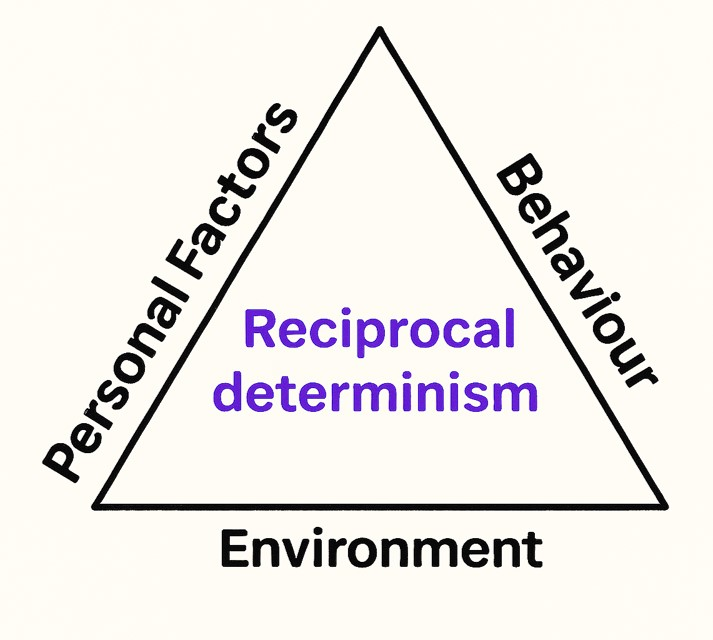 Personal Factors
Behaviour
Reciprocal
determinism
Environment